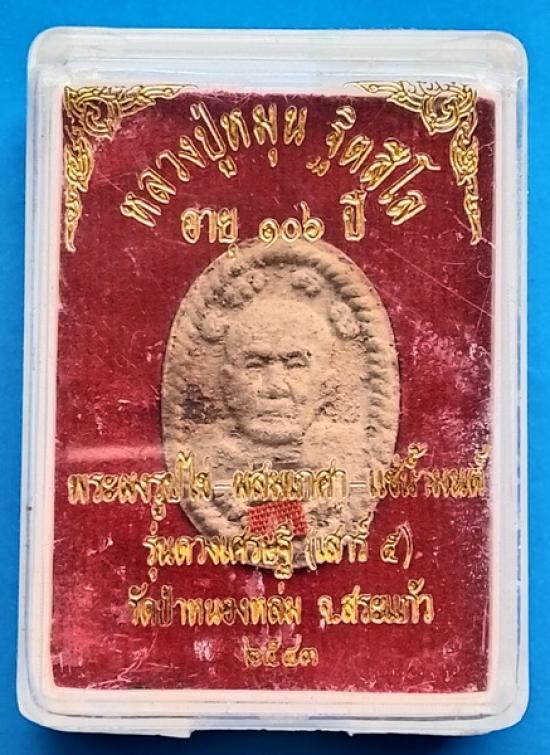 หลวงปู่หมุน ฐิตสีโล
อายุ ๑๐๖ ปี
พระผงรูปไข่-ผสมเกศา-แช่น้ำมนต์
รุ่นดวงเศรษฐี (เสาร์ ๕)
วัดป่าหนองหล่ม จ.สระแก้ว
๒๕๔๓